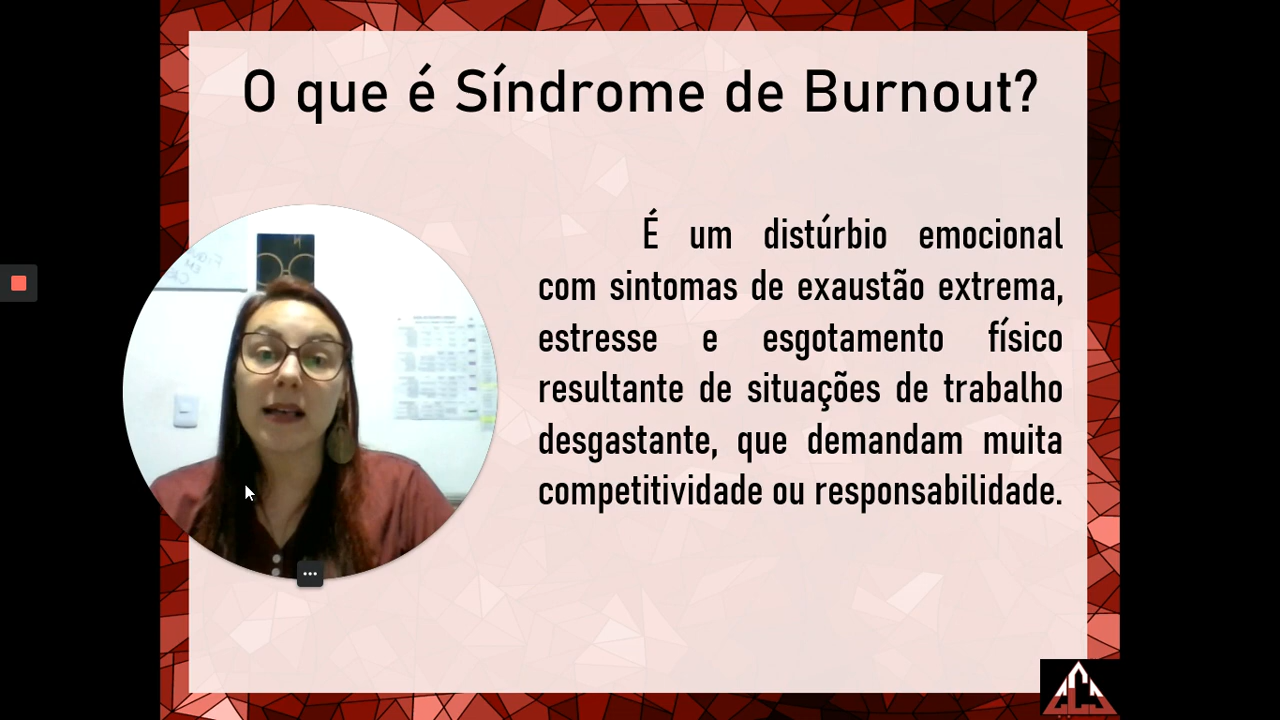 O que é Síndrome de Burnout?
É um distúrbio emocional
com sintomas de exaustão extrema,
estresse e esgotamento físico
resultante de situações de trabalho
desgastante, que demandam muita
competitividade ou responsabilidade.